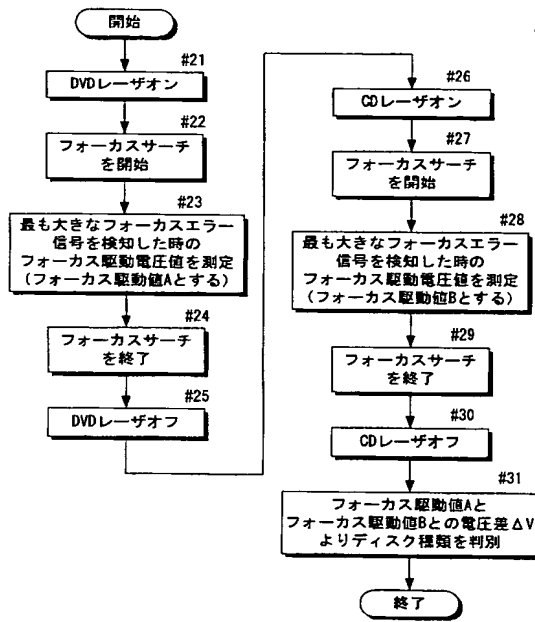 開始
#21
DVDレーザオン
#22
フォーカスサーチ
を開始
#23
最も大きなフォーカスエラー
信号を検知した時の
フォーカス駆動電圧値を測定
(フォーカス駆動値Aとする)
#24
フォーカスサーチ
を終了
#25
DVDレーザオフ
#26
CDレーザオン
#27
フォーカスサーチ
を開始
#28
最も大きなフォーカスエラー
信号を検知した時の
フォーカス駆動電圧値を測定
(フォーカス駆動値Bとする)
#29
フォーカスサーチ
を終了
#30
CDレーザオフ
#31
フォーカス駆動値Aと
フォーカス駆動値Bとの電圧差ΔV
よりディスク種類を判別
終了